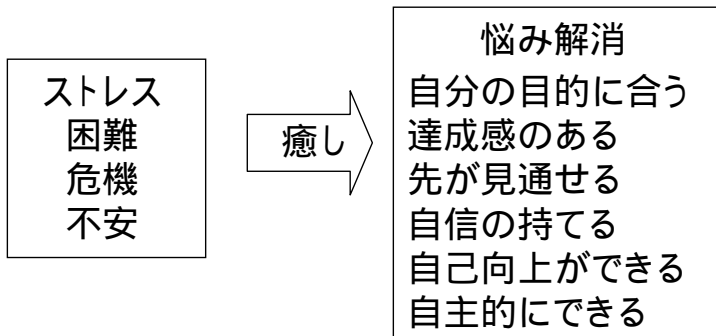 ストレス
困難
危機
不安
癒し
悩み解消
自分の目的に合う
達成感のある
先が見通せる
自信の持てる
自己向上ができる
自主的にできる